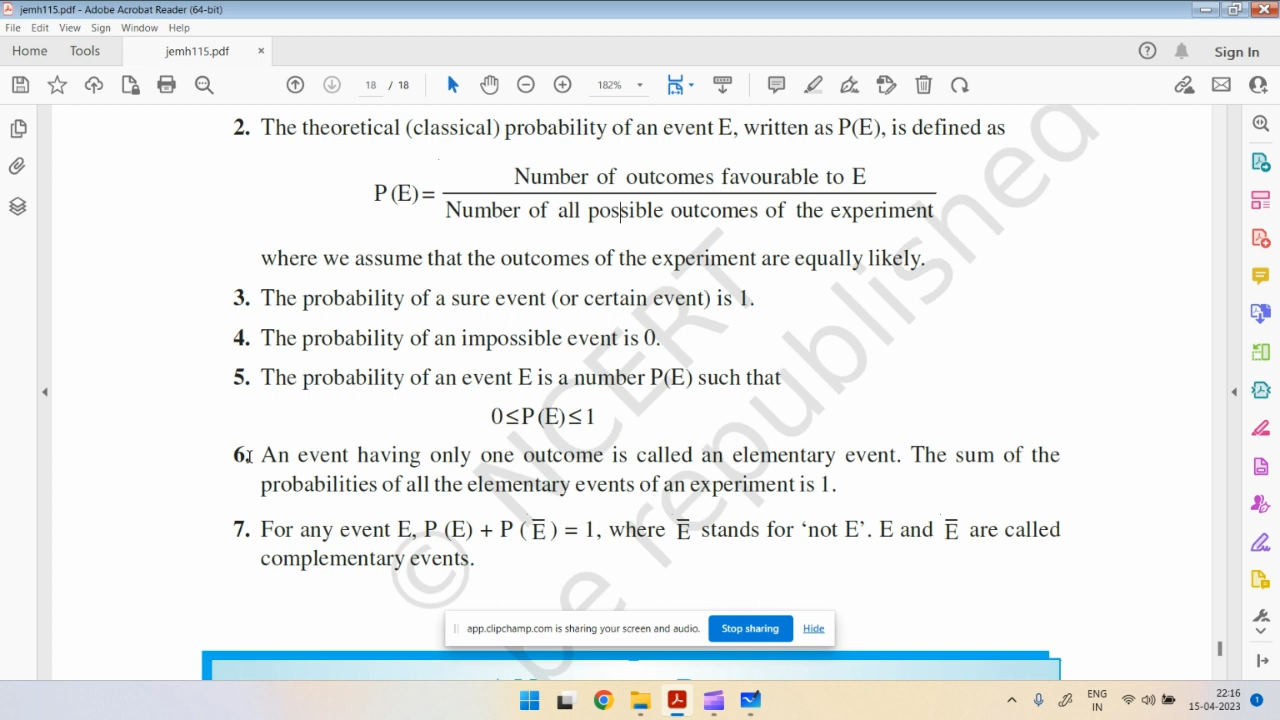 jemh115.pdf - Adobe Acrobat Reader (64-bit)
File Edit View Sign Window Help
Home Tools jemh115.pdf × Sign In
18 / 18 182%
2. The theoretical (classical) probability of an event E, written as P(E), is defined as
Number of outcomes favourable to E
P (E) =
Number of all possible outcomes of the experiment
where we assume that the outcomes of the experiment are equally likely.
3. The probability of a sure event (or certain event) is 1.
4. The probability of an impossible event is 0.
5. The probability of an event E is a number P(E) such that
0 ≤ P (E) ≤ 1
6. An event having only one outcome is called an elementary event. The sum of the
probabilities of all the elementary events of an experiment is 1.
7. For any event E, P (E) + P (E̅) = 1, where E̅ stands for ‘not E’. E and E̅ are called
complementary events.
© NCERT
be republished
app.clipchamp.com is sharing your screen and audio. Stop sharing Hide
ENG 22:16
IN 15-04-2023 1